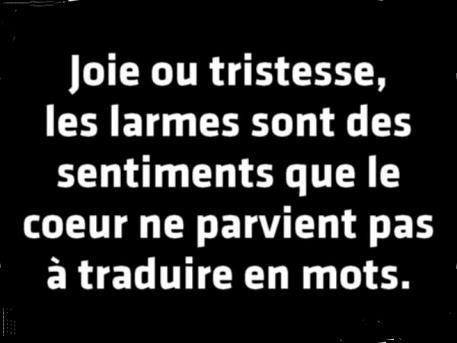 Joie ou tristesse,
les larmes sont des
sentiments que le
coeur ne parvient pas
à traduire en mots.